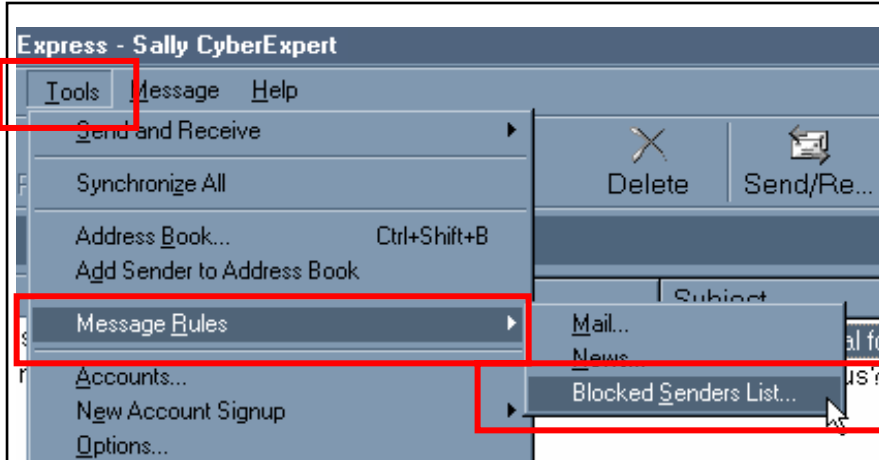 Express - Sally CyberExpert
Tools Message Help
Send and Receive
Synchronize All
Delete Send/Re...
Address Book... Ctrl+Shift+B
Add Sender to Address Book
Subject
Message Rules
Mail...
News...
Accounts...
Blocked Senders List...
New Account Signup
Options...